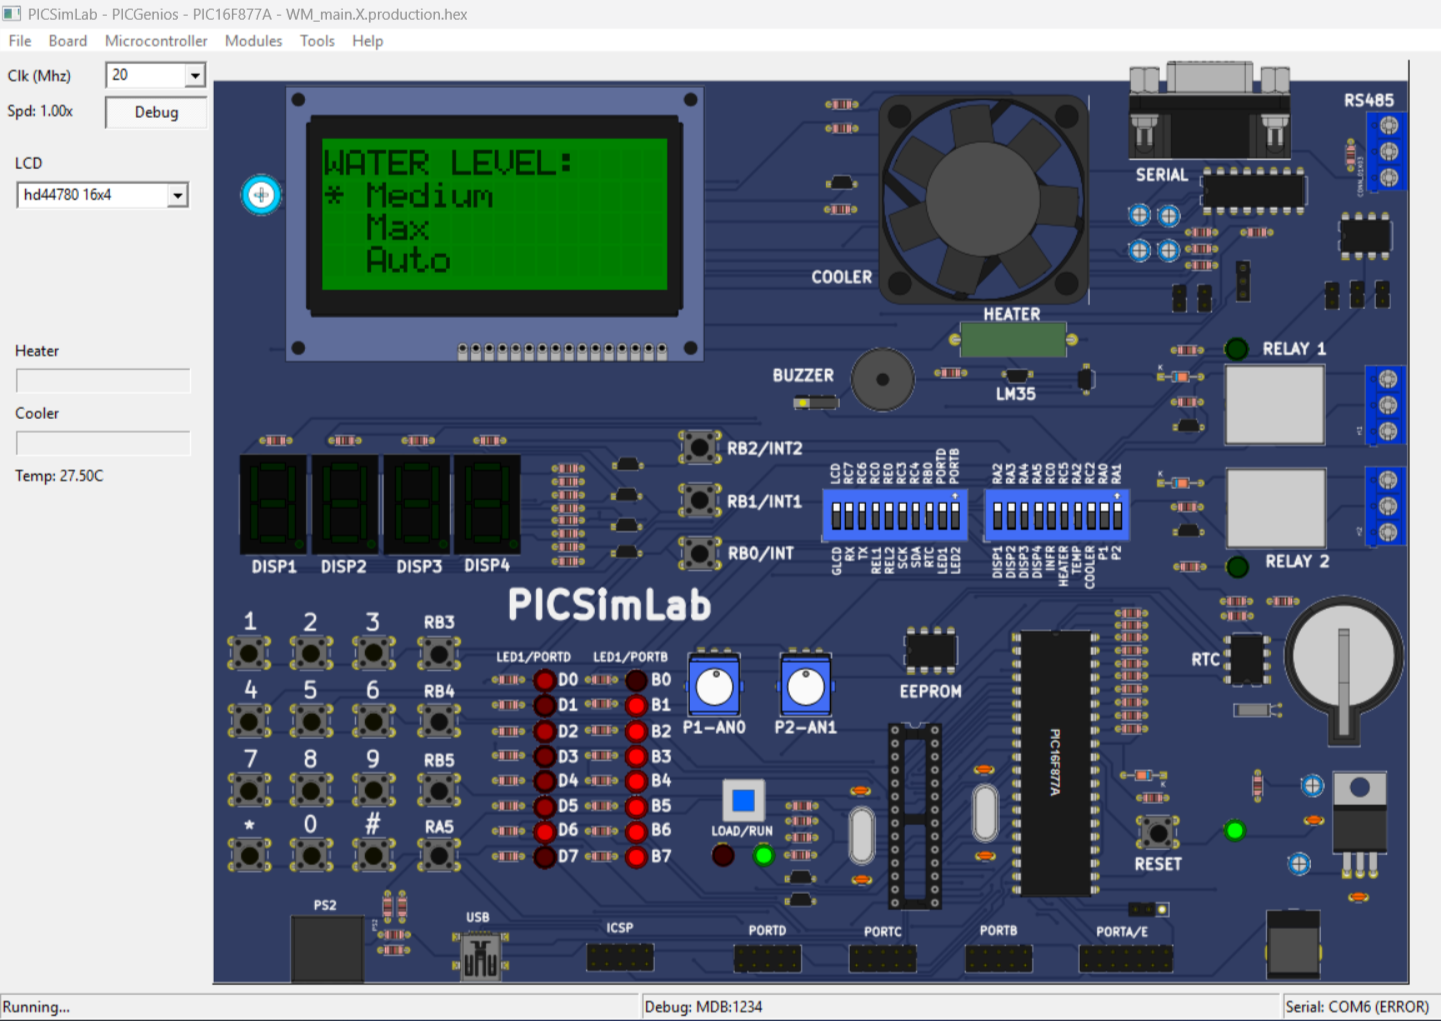 PICSimLab - PICGenios - PIC16F877A - WM_main.X.production.hex
File Board Microcontroller Modules Tools Help
Clk (Mhz) 20
Spd: 1.00x Debug
LCD
hd44780 16x4
Heater
Cooler
Temp: 27.50C
WATER LEVEL:
* Medium
Max
Auto
COOLER
HEATER
BUZZER
LM35
SERIAL
RS485
RELAY 1
RELAY 2
RB2/INT2
RB1/INT1
RB0/INT
LCD RC7 RC6 RC0 RE0 RC3 RC4 RB0 PORTD PORTB
GLCD RX TX REL1 REL2 SCK SDA RTC LED1 LED2
RA2 RA3 RA4 RA5 RC0 RC5 RA2 RC2 RA0 RA1
DISP1 DISP2 DISP3 DISP4 INFR HEATER TEMP COOLER P1 P2
DISP1 DISP2 DISP3 DISP4
PICSimLab
1 2 3 RB3
4 5 6 RB4
7 8 9 RB5
* 0 # RA5
LED1/PORTD LED1/PORTB
D0 B0
D1 B1
D2 B2
D3 B3
D4 B4
D5 B5
D6 B6
D7 B7
P1-AN0 P2-AN1
EEPROM
RTC
PIC16F877A
LOAD/RUN
RESET
PS2
USB
ICSP
PORTD
PORTC
PORTB
PORTA/E
Running... Debug: MDB:1234 Serial: COM6 (ERROR)